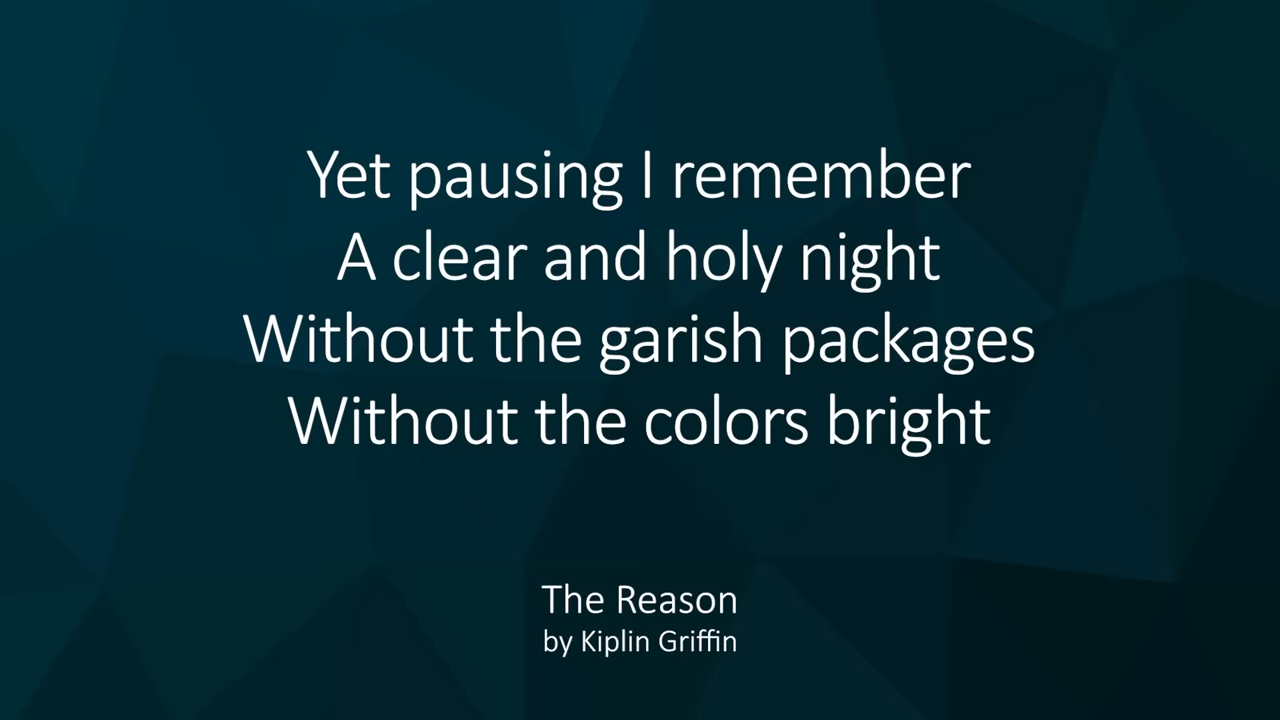 Yet pausing I remember
A clear and holy night
Without the garish packages
Without the colors bright
The Reason
by Kiplin Griffin